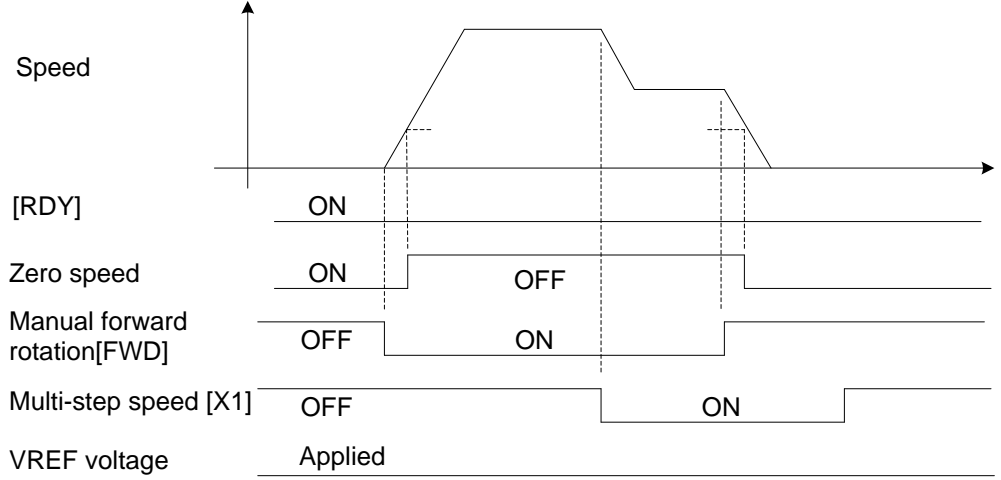 Speed
[RDY]
ON
Zero speed
ON
OFF
Manual forward
rotation[FWD]
OFF
ON
Multi-step speed [X1]
OFF
ON
VREF voltage
Applied